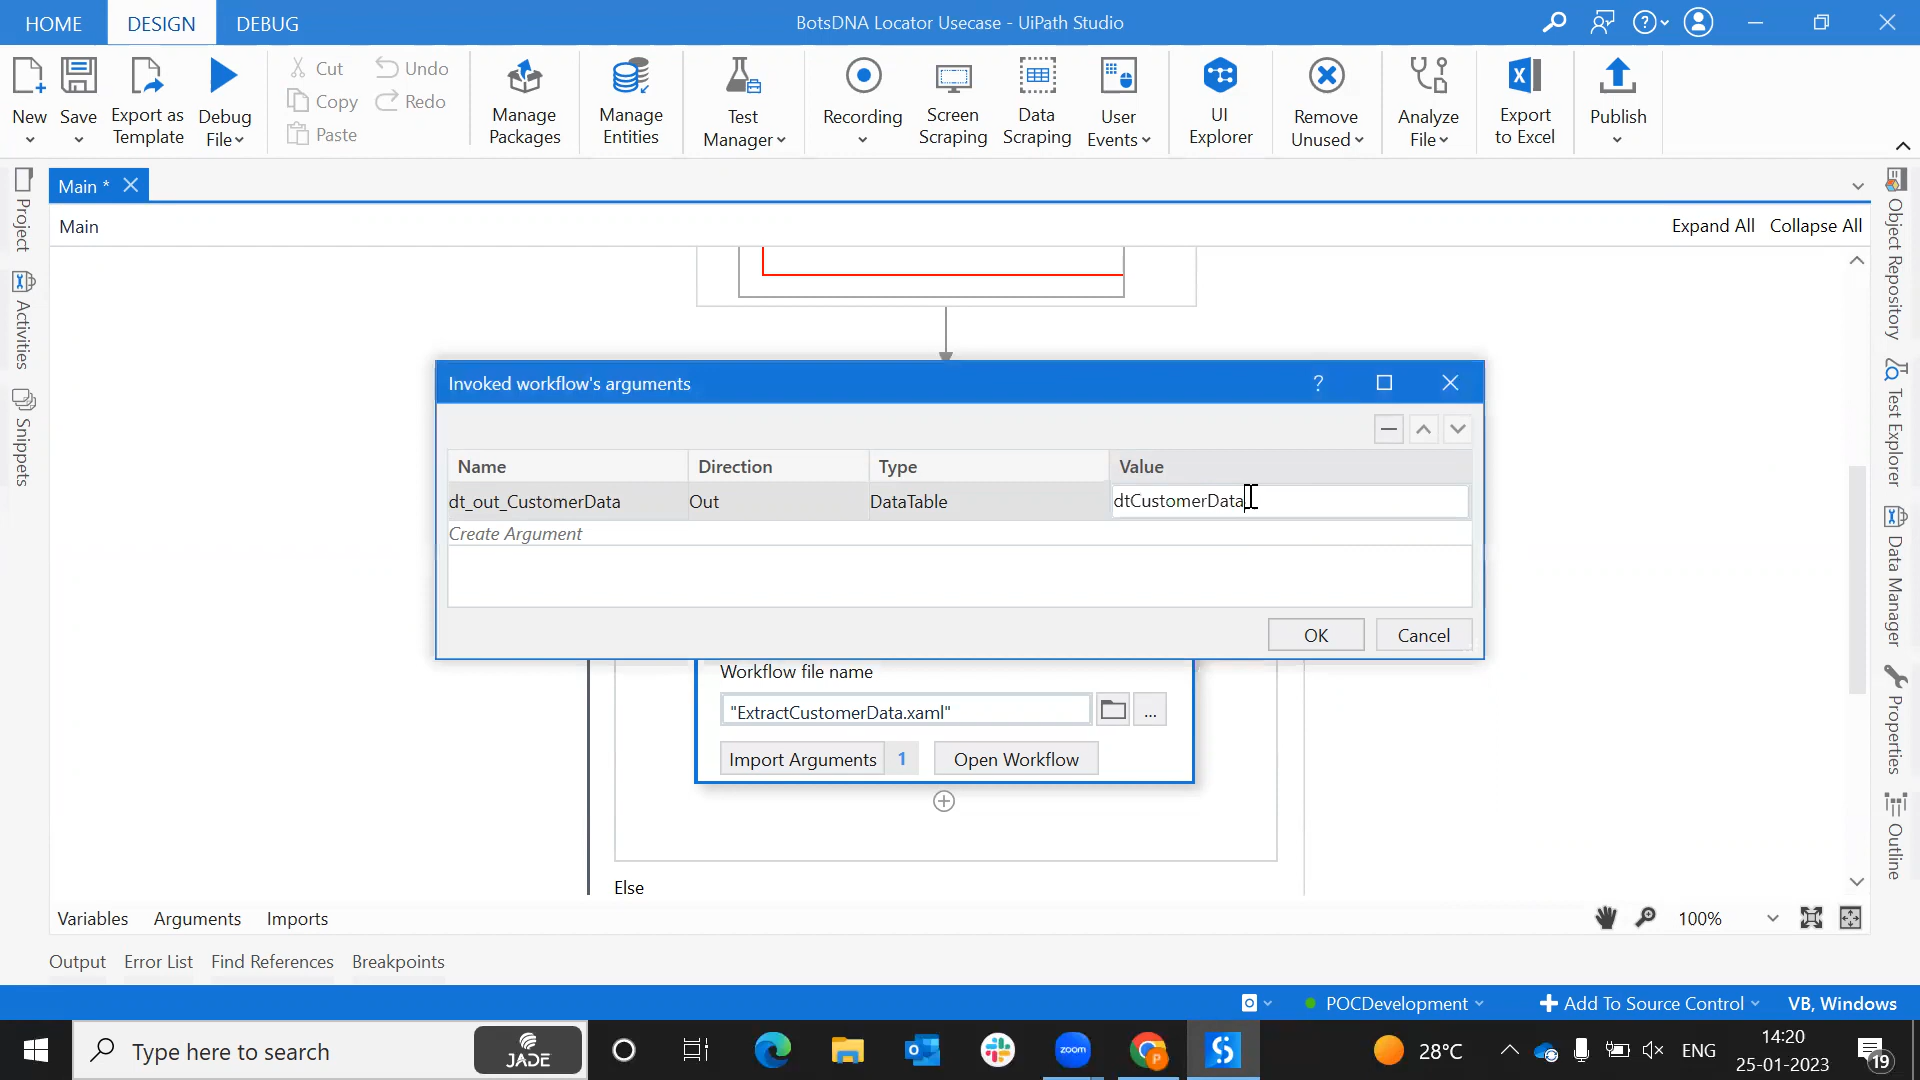 HOME DESIGN DEBUG BotsDNA Locator Usecase - UiPath Studio
New Save Export as Template Debug File Cut Copy Paste Undo Redo Manage Packages Manage Entities Test Manager Recording Screen Scraping Data Scraping User Events UI Explorer Remove Unused Analyze File Export to Excel Publish
Main *
Main Expand All Collapse All
Project
Activities
Snippets
Invoked workflow's arguments ?
Name Direction Type Value
dt_out_CustomerData Out DataTable dtCustomerData
Create Argument
OK Cancel
Workflow file name
"ExtractCustomerData.xaml" ...
Import Arguments 1 Open Workflow
Else
Object Repository
Test Explorer
Data Manager
Properties
Outline
Variables Arguments Imports 100%
Output Error List Find References Breakpoints
POCDevelopment Add To Source Control VB, Windows
Type here to search JADE zoom P 28°C ENG 14:20
25-01-2023 19